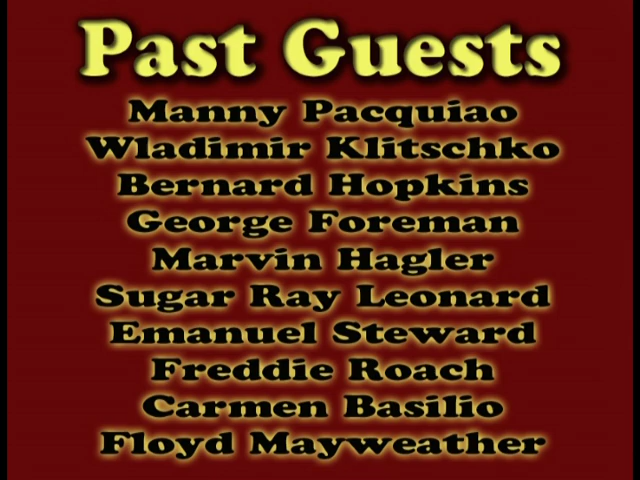 Past Guests
Manny Pacquiao
Wladimir Klitschko
Bernard Hopkins
George Foreman
Marvin Hagler
Sugar Ray Leonard
Emanuel Steward
Freddie Roach
Carmen Basilio
Floyd Mayweather